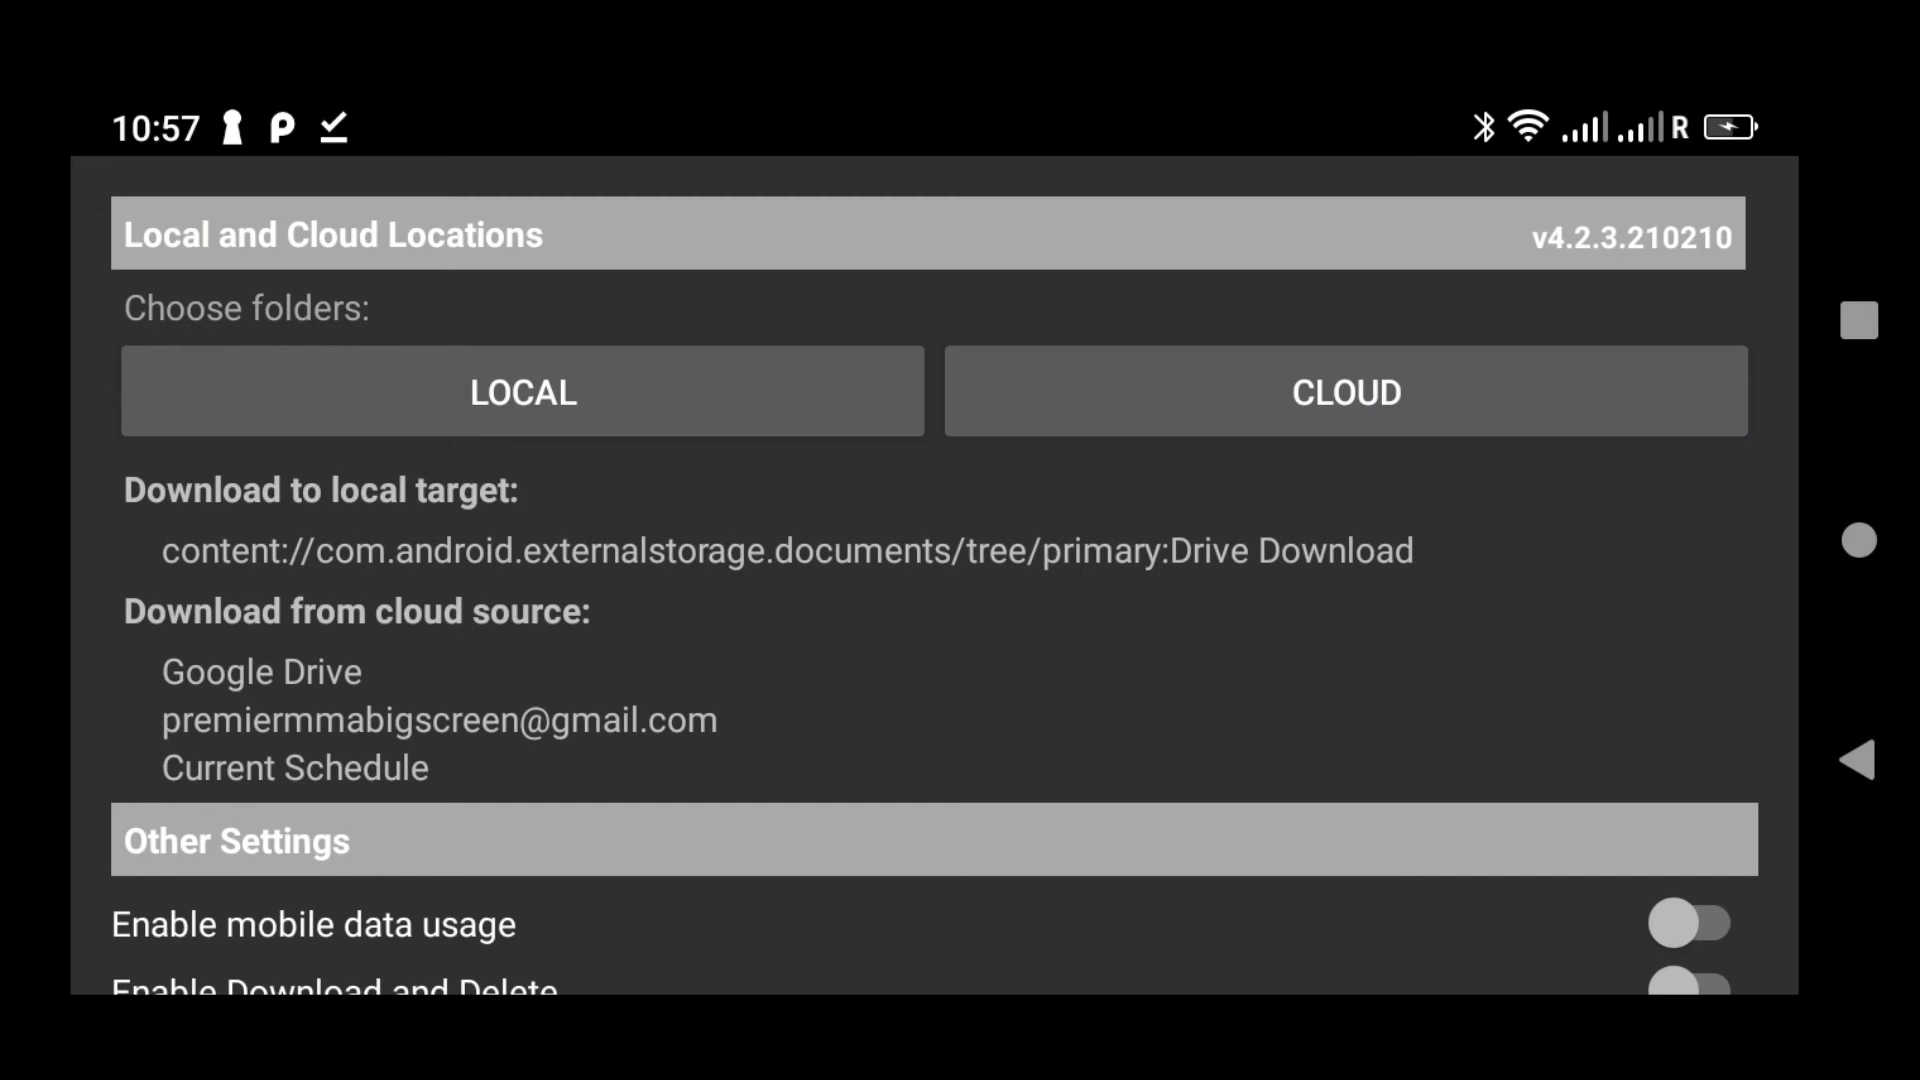 10:57
R
Local and Cloud Locations
v4.2.3.210210
Choose folders:
LOCAL
CLOUD
Download to local target:
content://com.android.externalstorage.documents/tree/primary:Drive Download
Download from cloud source:
Google Drive
premiermmabigscreen@gmail.com
Current Schedule
Other Settings
Enable mobile data usage
Enable Download and Delete